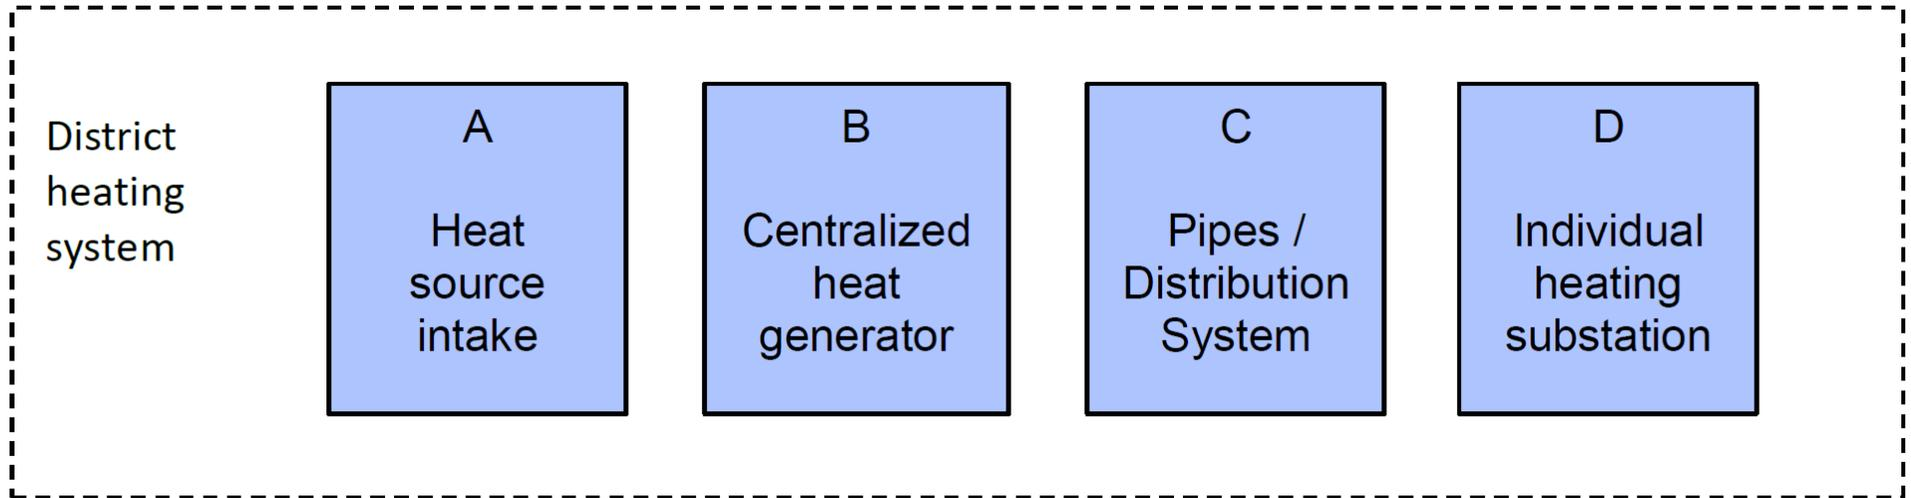 District
heating
system
A
Heat
source
intake
B
Centralized
heat
generator
C
Pipes /
Distribution
System
D
Individual
heating
substation